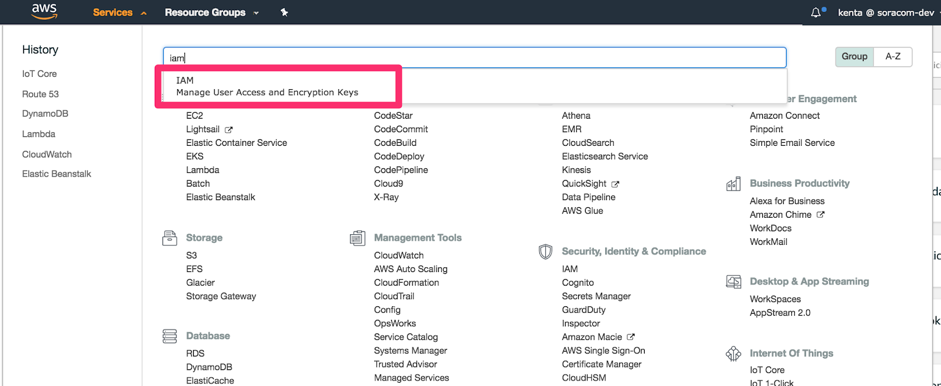 aws
Services
Resource Groups
kenta @ soracom-dev
History
IoT Core
Route 53
DynamoDB
Lambda
CloudWatch
Elastic Beanstalk
iam
Group
A-Z
IAM
Manage User Access and Encryption Keys
EC2
Lightsail
Elastic Container Service
EKS
Lambda
Batch
Elastic Beanstalk
Storage
S3
EFS
Glacier
Storage Gateway
Database
RDS
DynamoDB
ElastiCache
CodeStar
CodeCommit
CodeBuild
CodeDeploy
CodePipeline
Cloud9
X-Ray
Management Tools
CloudWatch
AWS Auto Scaling
CloudFormation
CloudTrail
Config
OpsWorks
Service Catalog
Systems Manager
Trusted Advisor
Managed Services
Athena
EMR
CloudSearch
Elasticsearch Service
Kinesis
QuickSight
Data Pipeline
AWS Glue
Security, Identity & Compliance
IAM
Cognito
Secrets Manager
GuardDuty
Inspector
Amazon Macie
AWS Single Sign-On
Certificate Manager
CloudHSM
Engagement
Amazon Connect
Pinpoint
Simple Email Service
Business Productivity
Alexa for Business
Amazon Chime
WorkDocs
WorkMail
Desktop & App Streaming
WorkSpaces
AppStream 2.0
Internet Of Things
IoT Core
IoT 1-Click